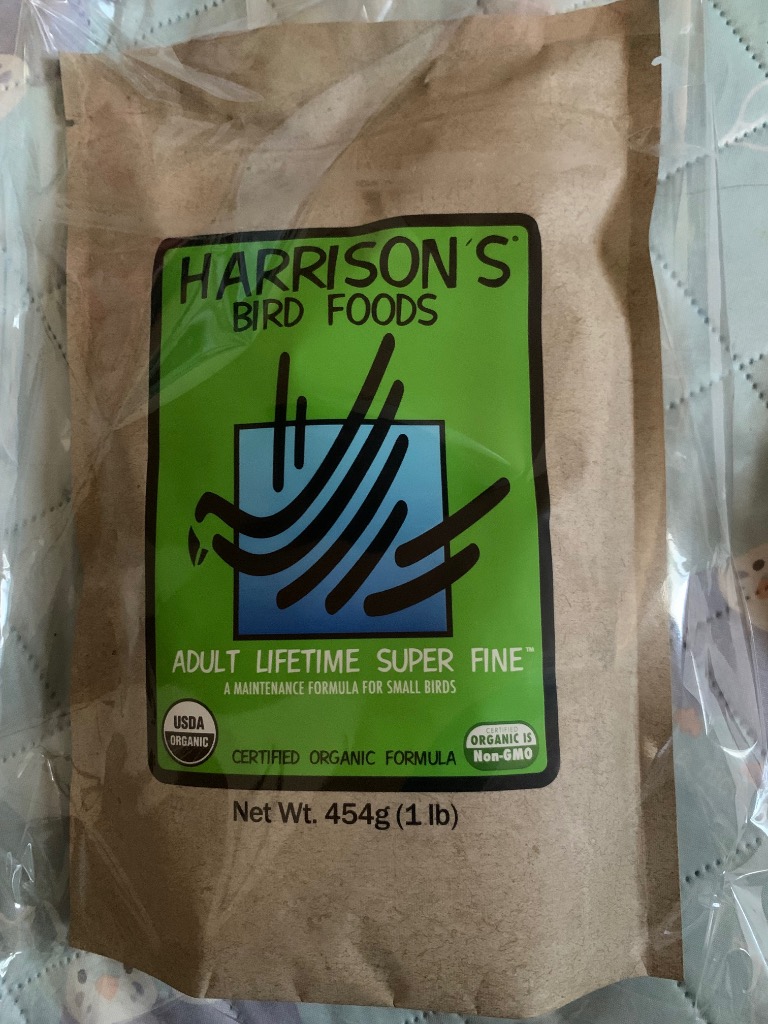 HARRISON'S®
BIRD FOODS
ADULT LIFETIME SUPER FINE™
A MAINTENANCE FORMULA FOR SMALL BIRDS
USDA
ORGANIC
CERTIFIED ORGANIC FORMULA
CERTIFIED
ORGANIC IS
Non-GMO
Net Wt. 454g (1 lb)